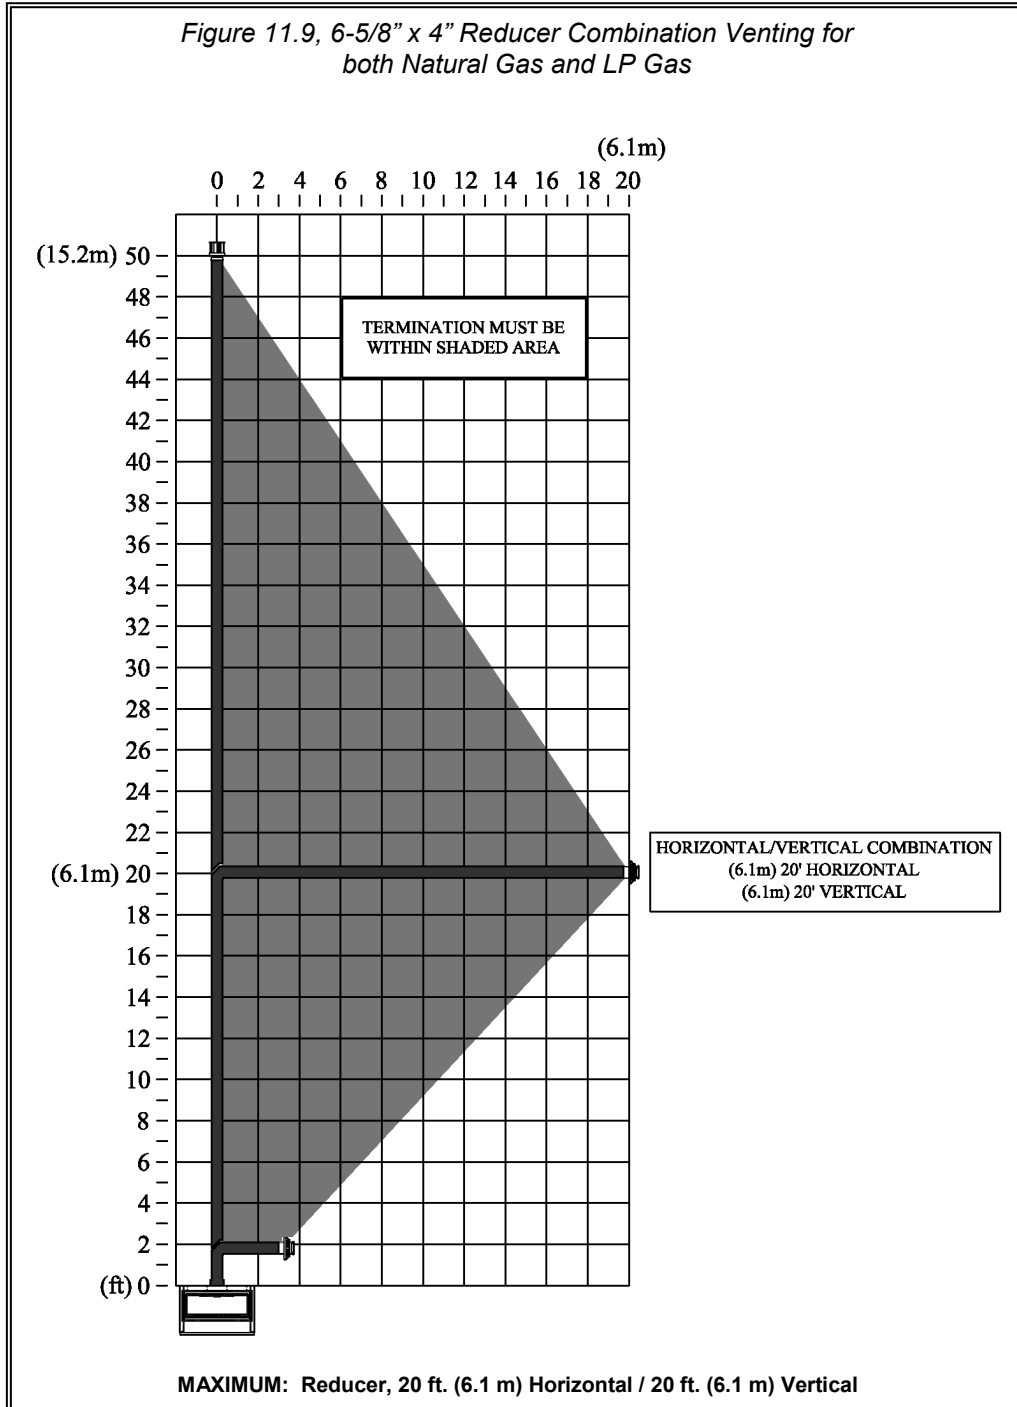 Figure 11.9, 6-5/8” x 4” Reducer Combination Venting for
both Natural Gas and LP Gas
(6.1m)
0 2 4 6 8 10 12 14 16 18 20
(15.2m) 50
48
46
44
42
40
38
36
34
32
30
28
26
24
22
(6.1m) 20
18
16
14
12
10
8
6
4
2
(ft) 0
TERMINATION MUST BE
WITHIN SHADED AREA
HORIZONTAL/VERTICAL COMBINATION
(6.1m) 20' HORIZONTAL
(6.1m) 20' VERTICAL
MAXIMUM: Reducer, 20 ft. (6.1 m) Horizontal / 20 ft. (6.1 m) Vertical